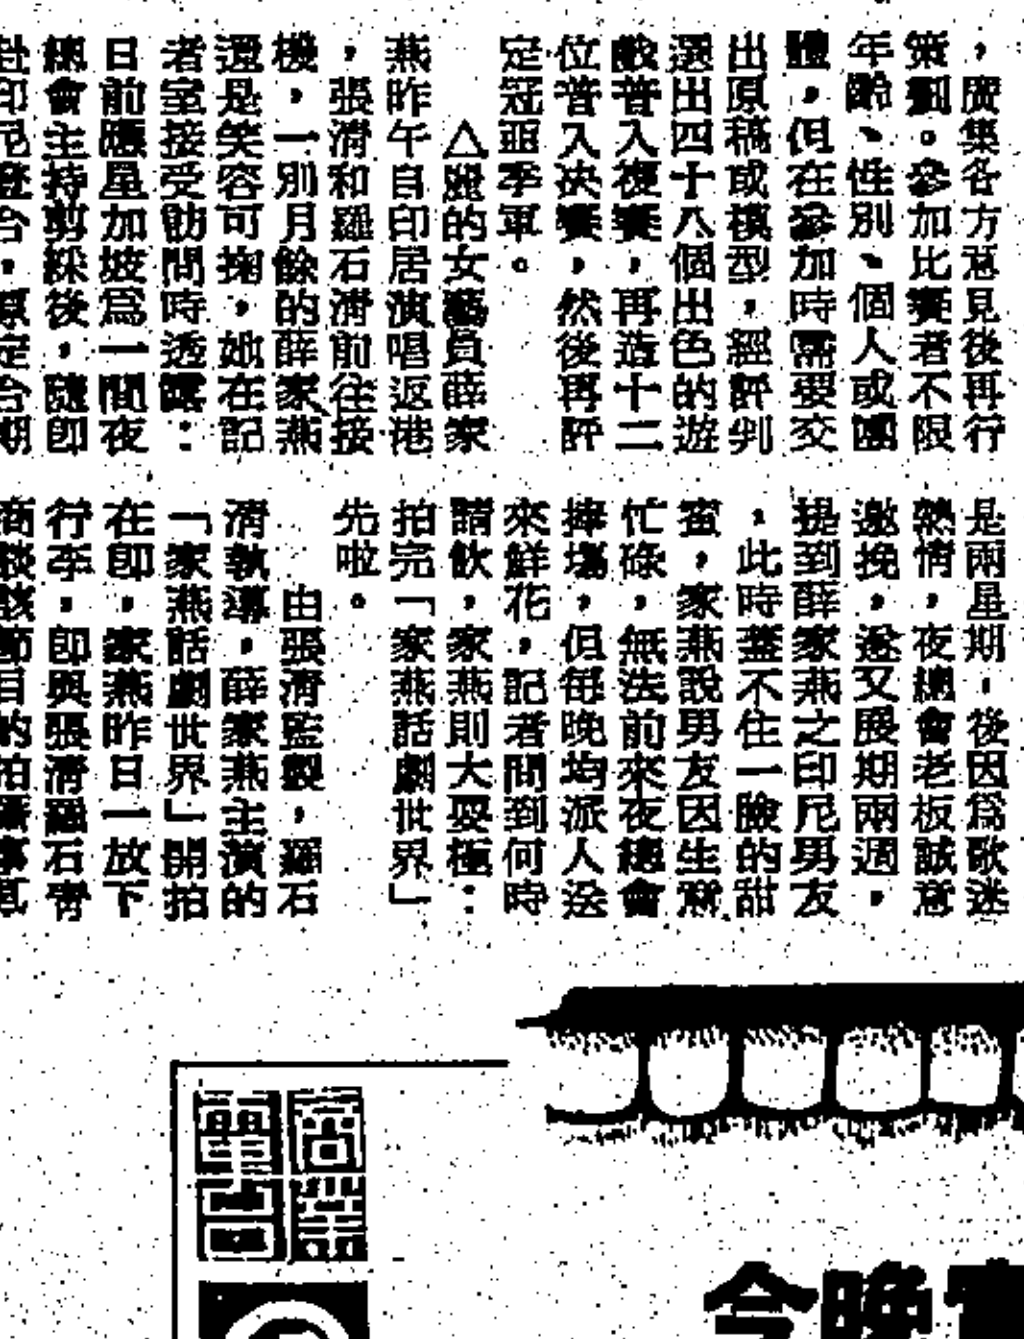 ，廣集各方意見後再行
策劃。參加比賽者不限
年齡、性別、個人或團
體，但在參加時需要交
出原稿或模型，經評判
選出四十八個出色的遊
戲普入複賽，再造十二
位普入決賽，然後再評
定冠亞季軍。
△麗的女藝員薛家
燕昨午自印居演唱返港
，張清和羅石清前往接
機，一別月餘的薛家燕
還是笑容可掬，她在記
者室接受訪問時透露：
日前應星加坡爲一間夜
總會主持剪綵後，隨卽
赴印尼登台，原定合期
是兩星期，後因爲歌迷
熱情，夜總會老板誠意
邀挽，遂又展期兩週，
提到薛家燕之印尼男友
，此時蓋不住一臉的甜
蜜，家燕說男友因生意
忙碌，無法前來夜總會
捧場，但每晚均派人送
來鮮花，記者問到何時
請飲，家燕則大耍極：
拍完「家燕話劇世界」
先啦。
由張清監製，羅石
清執導，薛家燕主演的
「家燕話劇世界」開拍
在卽，家燕昨日一放下
行李，卽與張清羅石青
商談該節目的拍攝事宜
今晚